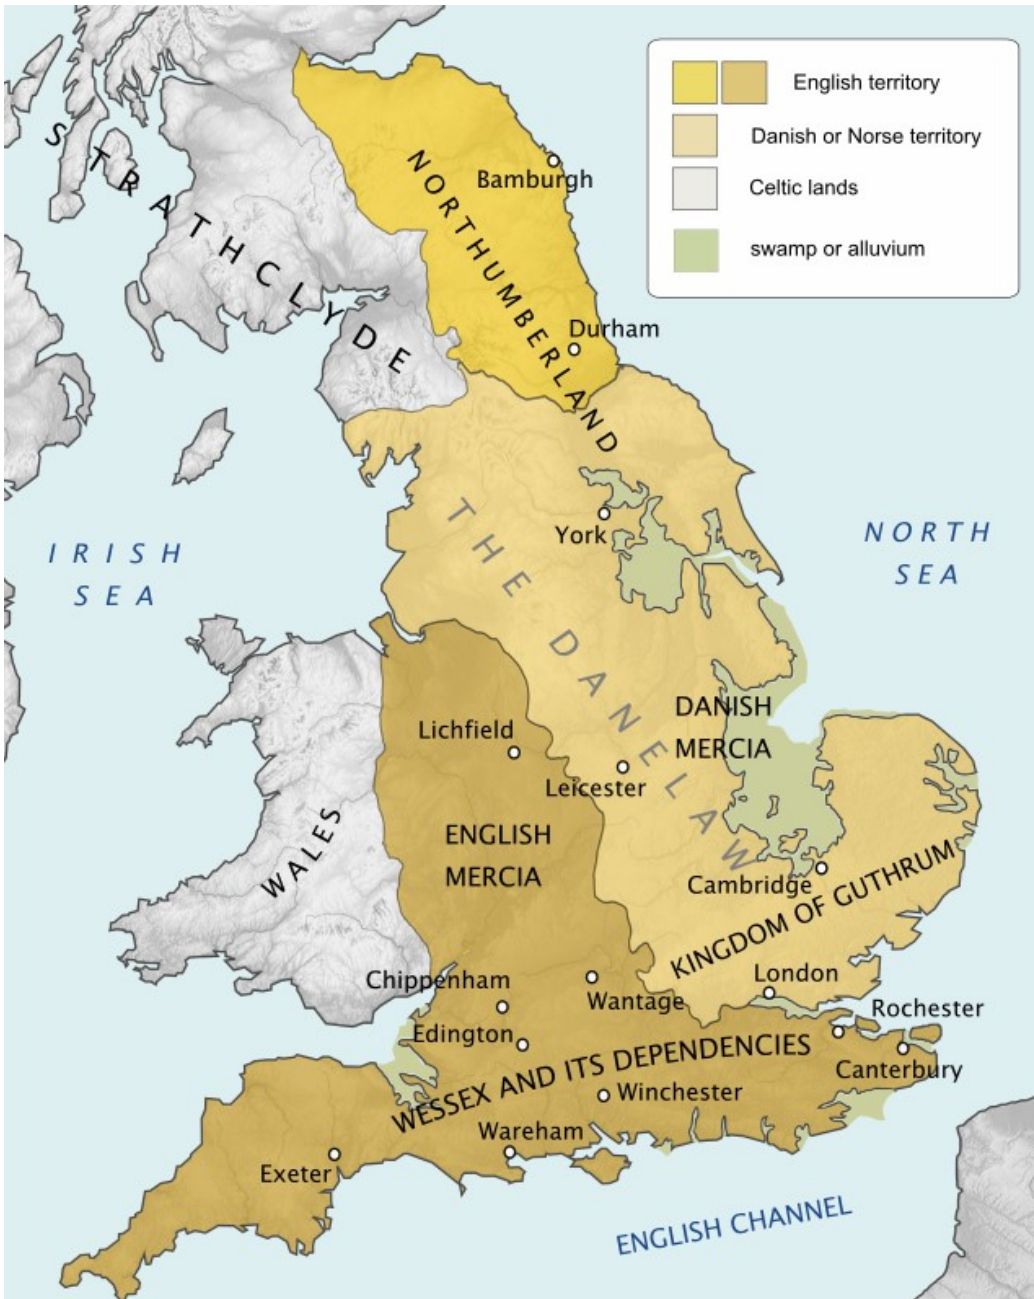 English territory
Danish or Norse territory
Celtic lands
swamp or alluvium
STRATHCLYDE
NORTHUMBERLAND
Bamburgh
Durham
York
IRISH
SEA
NORTH
SEA
THE DANELAW
DANISH
MERCIA
Lichfield
Leicester
ENGLISH
MERCIA
WALES
Cambridge
KINGDOM OF GUTHRUM
Chippenham
Wantage
London
Rochester
Edington
WESSEX AND ITS DEPENDENCIES
Canterbury
Winchester
Wareham
Exeter
ENGLISH CHANNEL